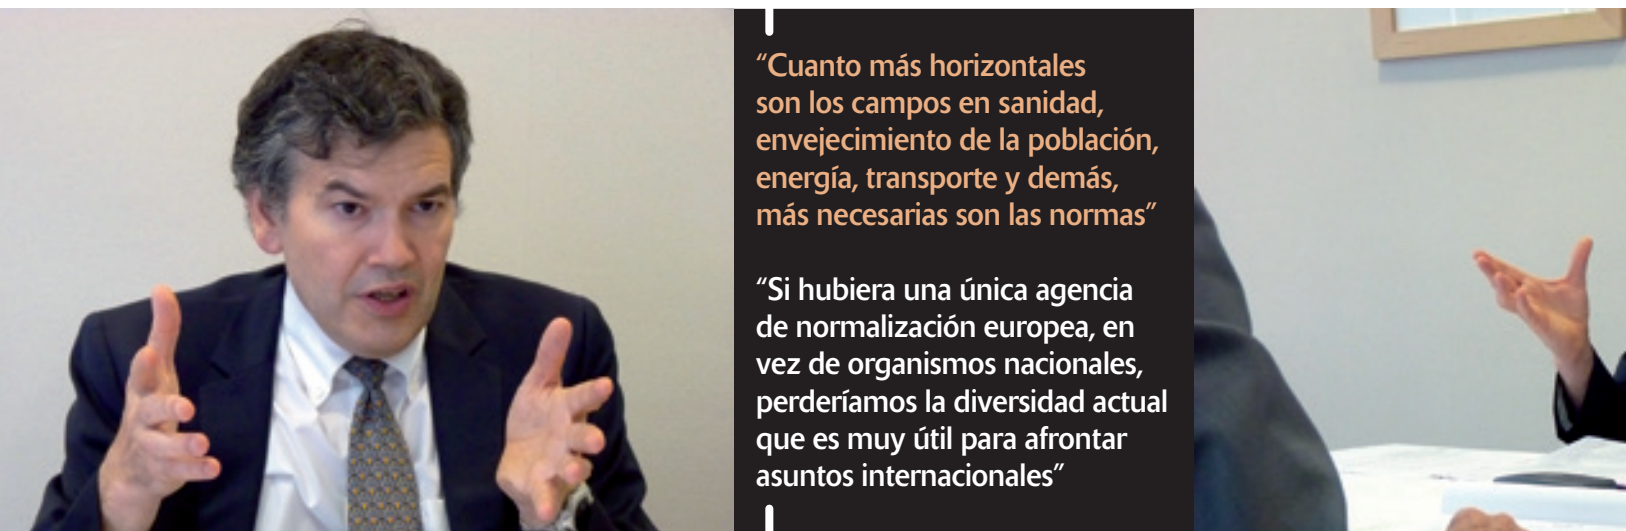 “Cuanto más horizontales
son los campos en sanidad,
envejecimiento de la población,
energía, transporte y demás,
más necesarias son las normas”
“Si hubiera una única agencia
de normalización europea, en
vez de organismos nacionales,
perderíamos la diversidad actual
que es muy útil para afrontar
asuntos internacionales”